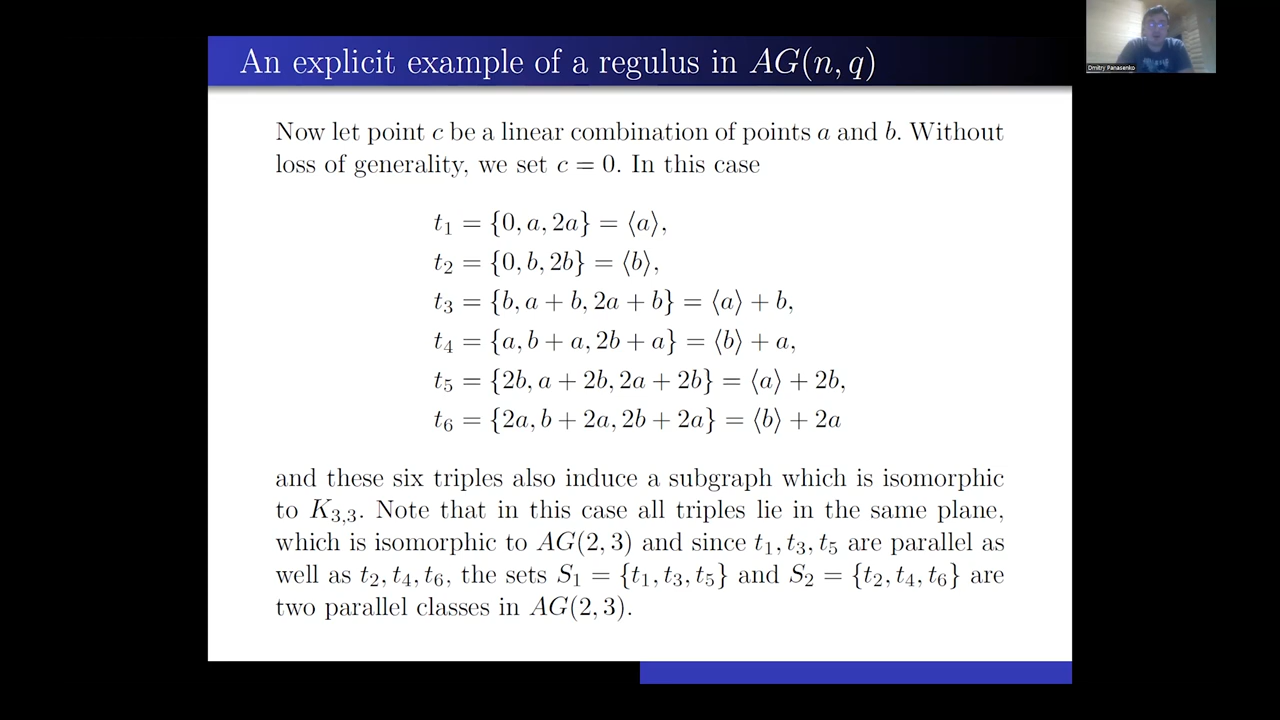 An explicit example of a regulus in AG(n, q)
Dmitry Panasenko
Now let point c be a linear combination of points a and b. Without
loss of generality, we set c = 0. In this case
t₁ = {0, a, 2a} = ⟨a⟩,
t₂ = {0, b, 2b} = ⟨b⟩,
t₃ = {b, a + b, 2a + b} = ⟨a⟩ + b,
t₄ = {a, b + a, 2b + a} = ⟨b⟩ + a,
t₅ = {2b, a + 2b, 2a + 2b} = ⟨a⟩ + 2b,
t₆ = {2a, b + 2a, 2b + 2a} = ⟨b⟩ + 2a
and these six triples also induce a subgraph which is isomorphic
to K₃,₃. Note that in this case all triples lie in the same plane,
which is isomorphic to AG(2, 3) and since t₁, t₃, t₅ are parallel as
well as t₂, t₄, t₆, the sets S₁ = {t₁, t₃, t₅} and S₂ = {t₂, t₄, t₆} are
two parallel classes in AG(2, 3).